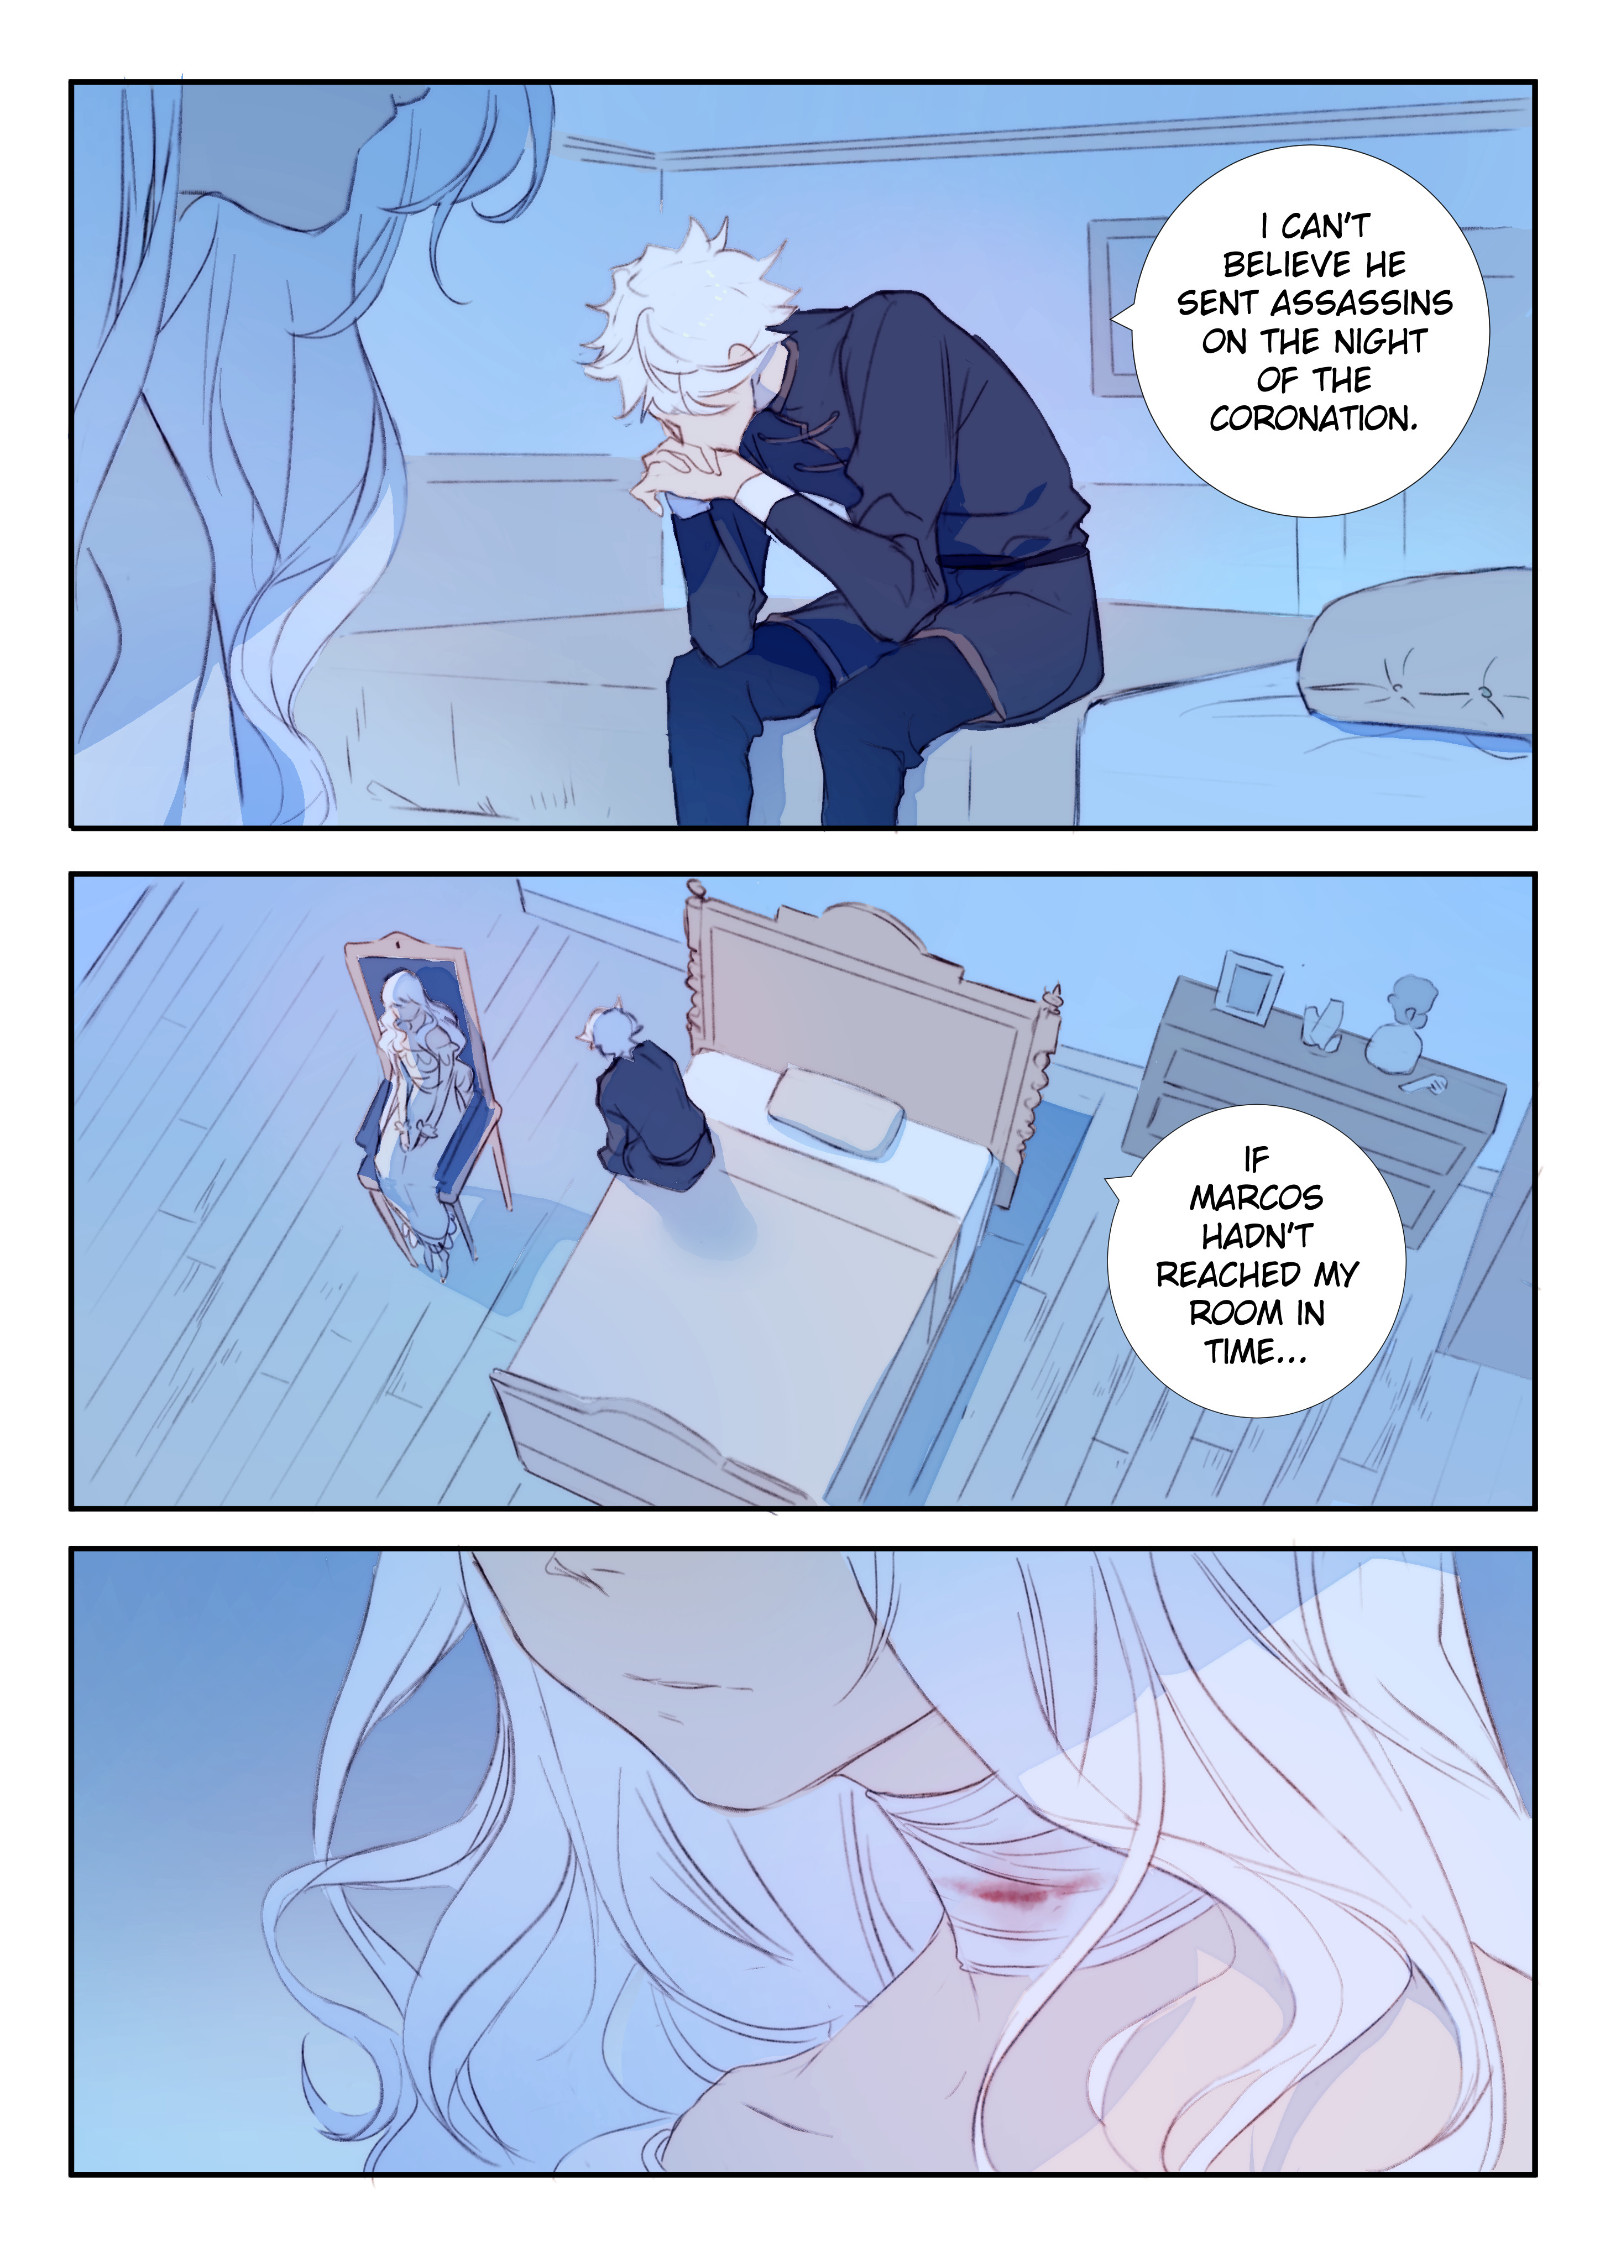 I CAN'T
BELIEVE HE
SENT ASSASSINS
ON THE NIGHT
OF THE
CORONATION.
IF
MARCOS
HADN'T
REACHED MY
ROOM IN
TIME...